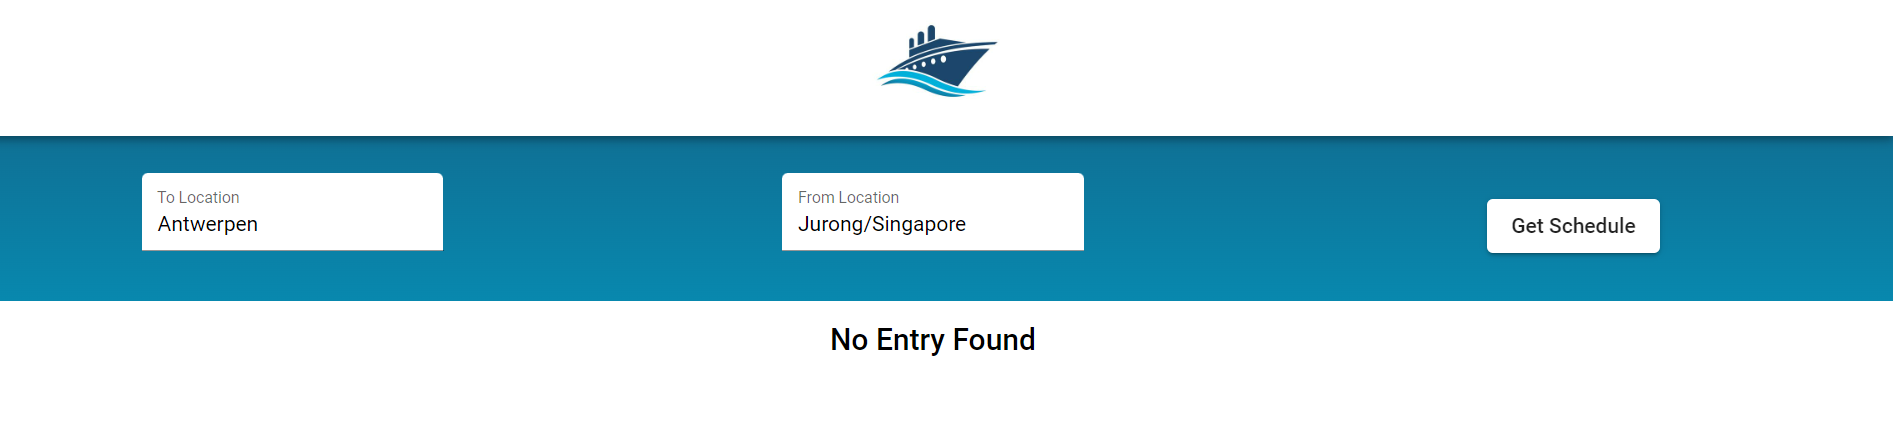 To Location
Antwerpen
From Location
Jurong/Singapore
Get Schedule
No Entry Found